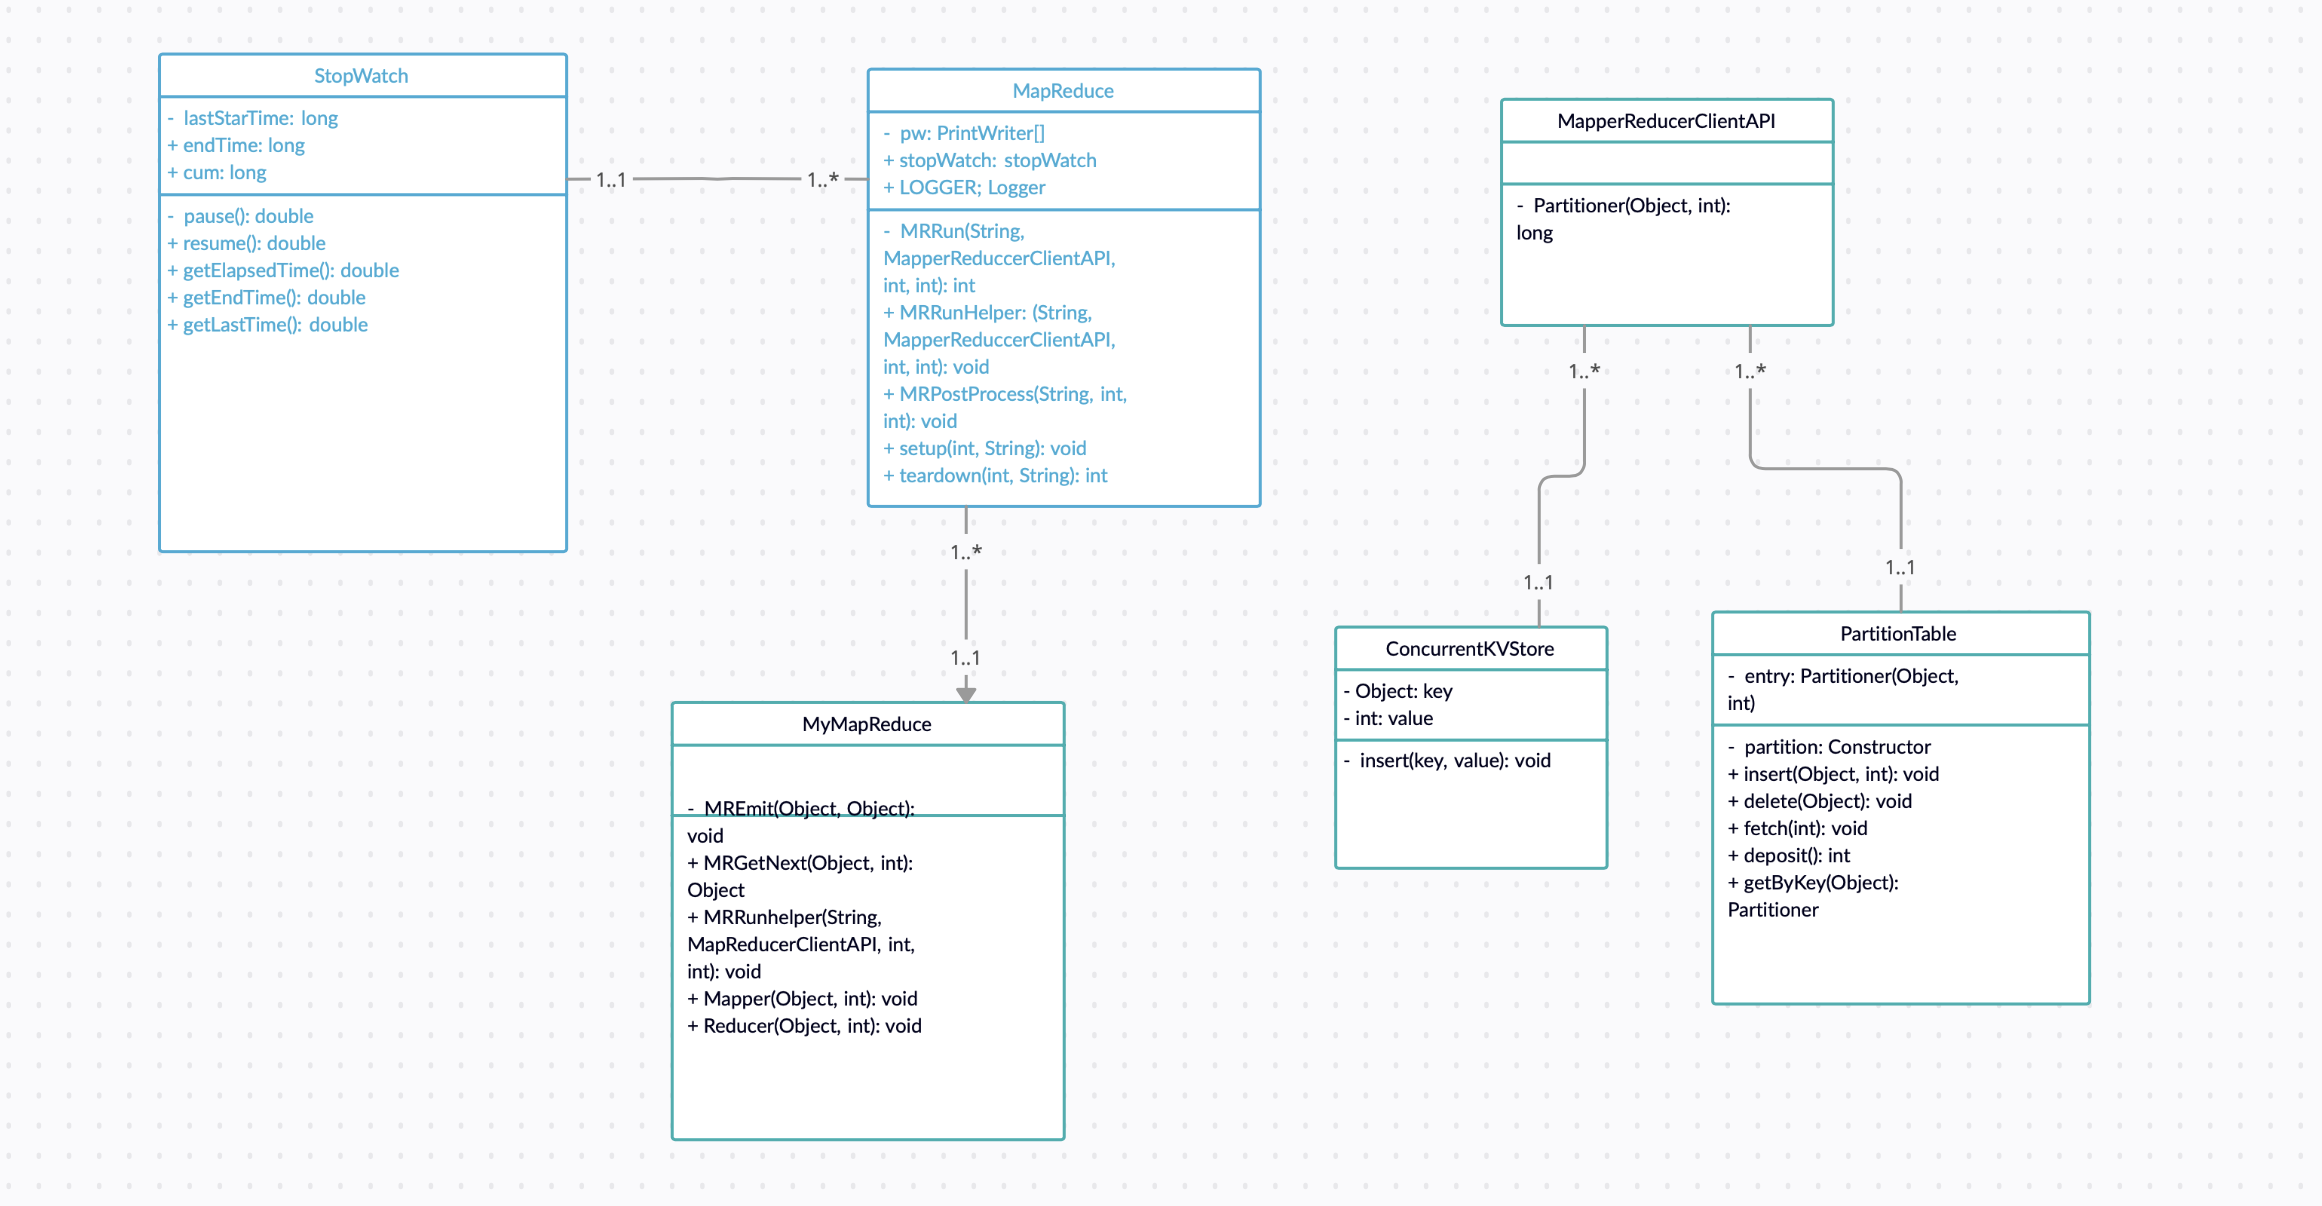 StopWatch
- lastStarTime: long
+ endTime: long
+ cum: long
- pause(): double
+ resume(): double
+ getElapsedTime(): double
+ getEndTime(): double
+ getLastTime(): double
1..1
1..*
MapReduce
- pw: PrintWriter[]
+ stopWatch: stopWatch
+ LOGGER; Logger
- MRRun(String,
MapperReduccerClientAPI,
int, int): int
+ MRRunHelper: (String,
MapperReduccerClientAPI,
int, int): void
+ MRPostProcess(String, int,
int): void
+ setup(int, String): void
+ teardown(int, String): int
1..*
1..1
MyMapReduce
- MREmit(Object, Object):
void
+ MRGetNext(Object, int):
Object
+ MRRunhelper(String,
MapReducerClientAPI, int,
int): void
+ Mapper(Object, int): void
+ Reducer(Object, int): void
MapperReducerClientAPI
- Partitioner(Object, int):
long
1..*
1..*
1..1
1..1
ConcurrentKVStore
- Object: key
- int: value
- insert(key, value): void
PartitionTable
- entry: Partitioner(Object,
int)
- partition: Constructor
+ insert(Object, int): void
+ delete(Object): void
+ fetch(int): void
+ deposit(): int
+ getByKey(Object):
Partitioner